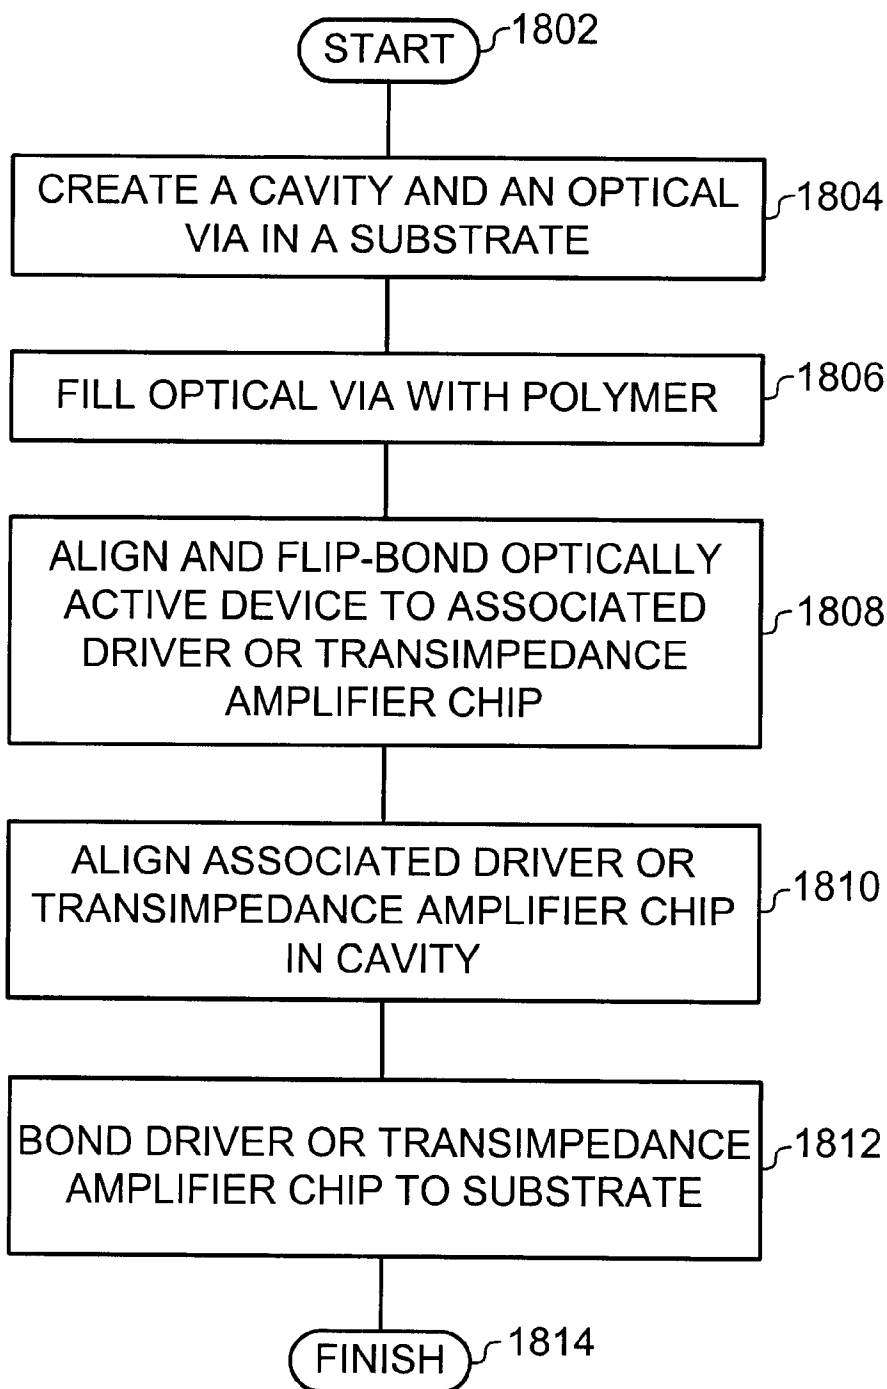 START
1802
CREATE A CAVITY AND AN OPTICAL
VIA IN A SUBSTRATE
1804
FILL OPTICAL VIA WITH POLYMER
1806
ALIGN AND FLIP-BOND OPTICALLY
ACTIVE DEVICE TO ASSOCIATED
DRIVER OR TRANSIMPEDANCE
AMPLIFIER CHIP
1808
ALIGN ASSOCIATED DRIVER OR
TRANSIMPEDANCE AMPLIFIER CHIP
IN CAVITY
1810
BOND DRIVER OR TRANSIMPEDANCE
AMPLIFIER CHIP TO SUBSTRATE
1812
FINISH
1814